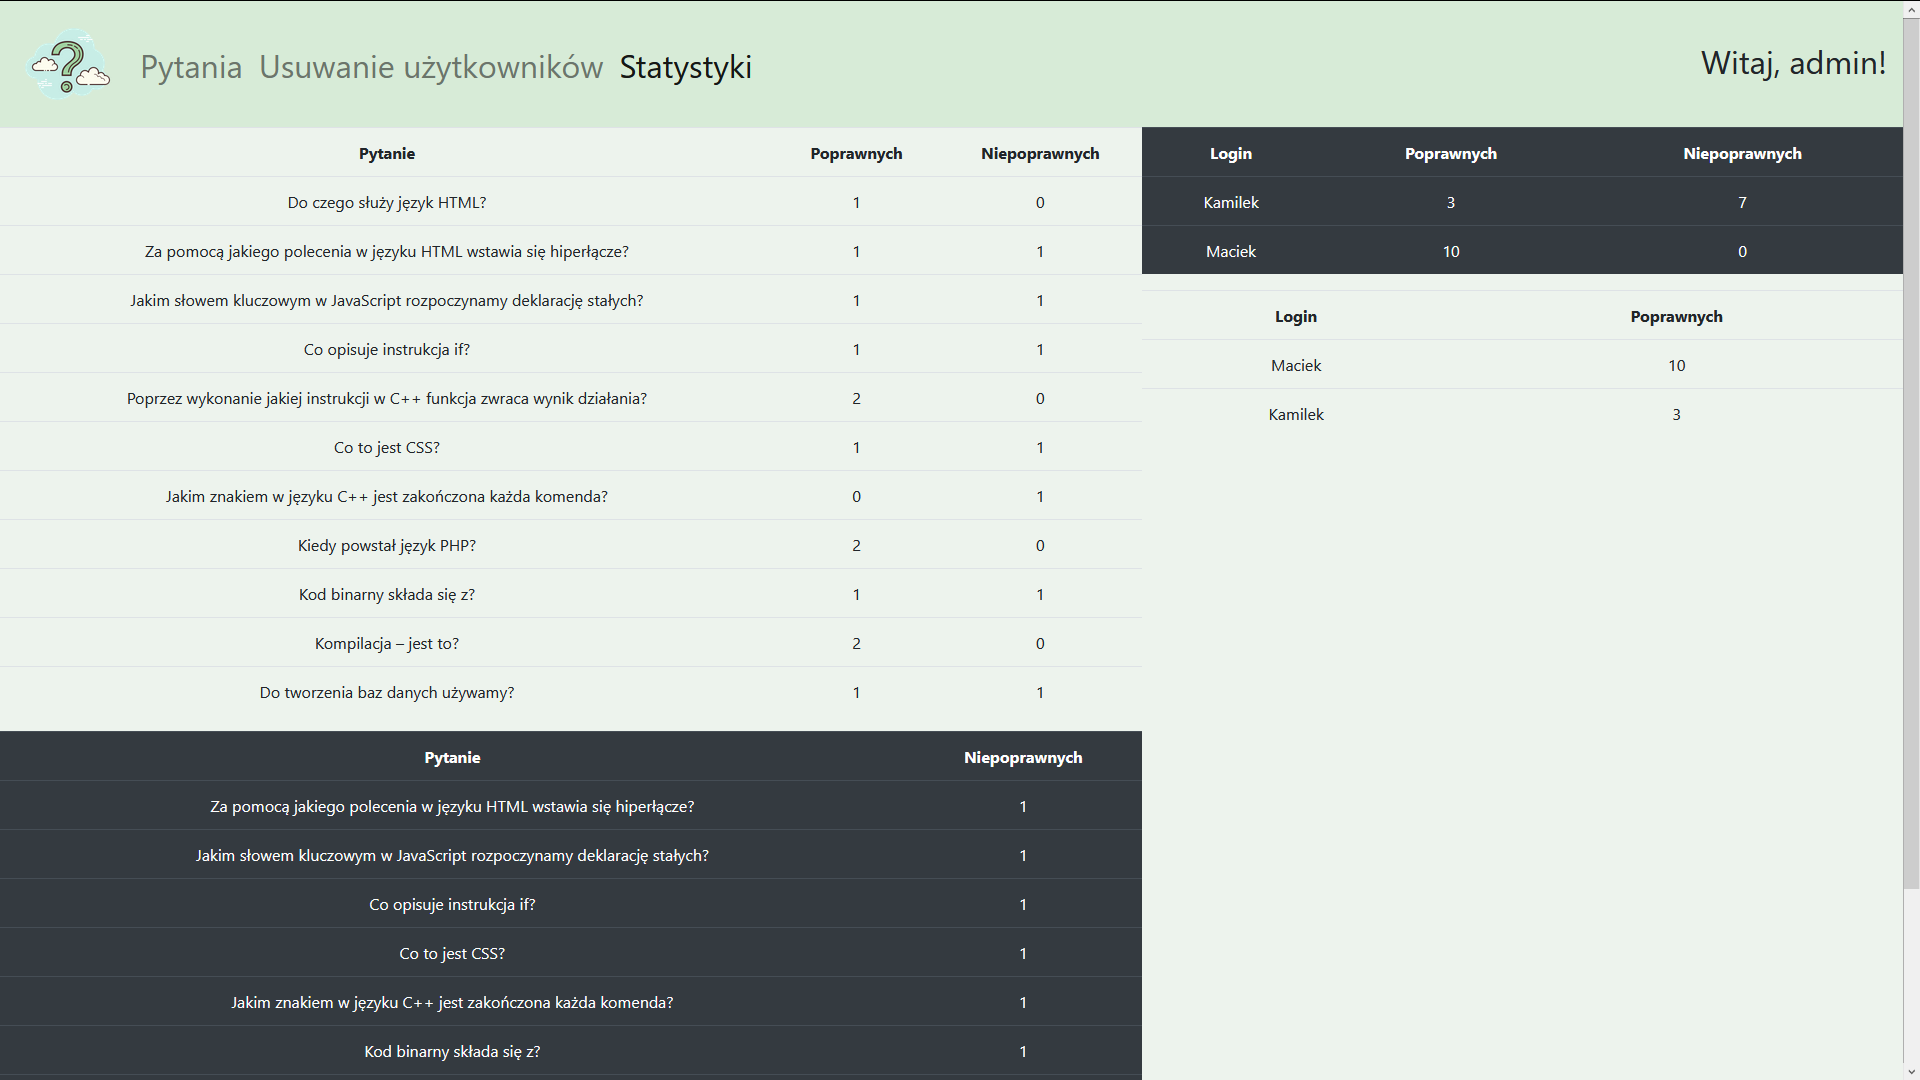 Pytania Usuwanie użytkowników Statystyki
Witaj, admin!
Pytanie Poprawnych Niepoprawnych
Do czego służy język HTML? 1 0
Za pomocą jakiego polecenia w języku HTML wstawia się hiperłącze? 1 1
Jakim słowem kluczowym w JavaScript rozpoczynamy deklarację stałych? 1 1
Co opisuje instrukcja if? 1 1
Poprzez wykonanie jakiej instrukcji w C++ funkcja zwraca wynik działania? 2 0
Co to jest CSS? 1 1
Jakim znakiem w języku C++ jest zakończona każda komenda? 0 1
Kiedy powstał język PHP? 2 0
Kod binarny składa się z? 1 1
Kompilacja – jest to? 2 0
Do tworzenia baz danych używamy? 1 1
Pytanie Niepoprawnych
Za pomocą jakiego polecenia w języku HTML wstawia się hiperłącze? 1
Jakim słowem kluczowym w JavaScript rozpoczynamy deklarację stałych? 1
Co opisuje instrukcja if? 1
Co to jest CSS? 1
Jakim znakiem w języku C++ jest zakończona każda komenda? 1
Kod binarny składa się z? 1
Login Poprawnych Niepoprawnych
Kamilek 3 7
Maciek 10 0
Login Poprawnych
Maciek 10
Kamilek 3